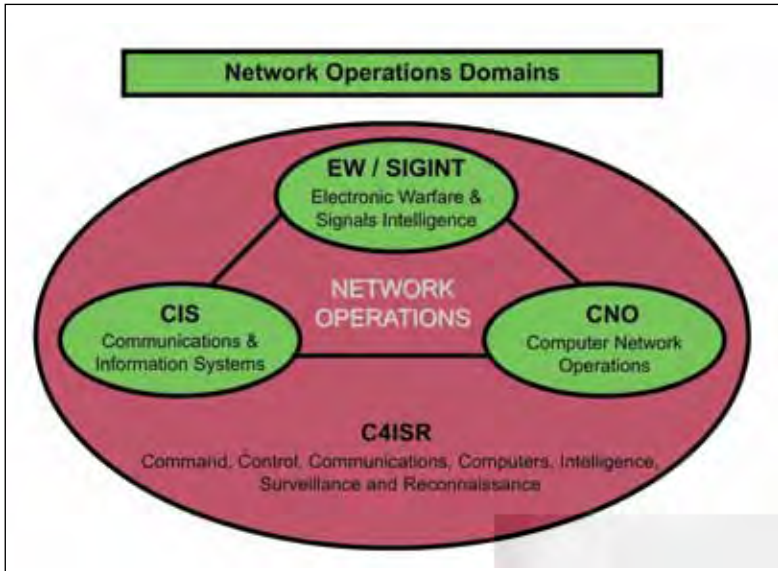 Network Operations Domains
EW / SIGINT
Electronic Warfare &
Signals Intelligence
NETWORK
OPERATIONS
CIS
Communications &
Information Systems
CNO
Computer Network
Operations
C4ISR
Command, Control, Communications, Computers, Intelligence,
Surveillance and Reconnaissance